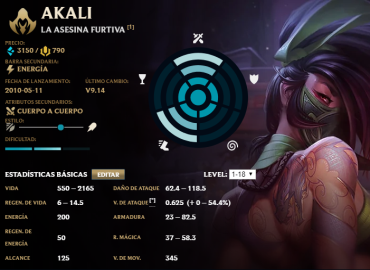 AKALI
LA ASESINA FURTIVA [1]
PRECIO:
3150 / 790
BARRA SECUNDARIA:
ENERGÍA
FECHA DE LANZAMIENTO: ÚLTIMO CAMBIO:
2010-05-11 V9.14
ATRIBUTOS SECUNDARIOS:
CUERPO A CUERPO
ESTILO:
DIFICULTAD:
ESTADÍSTICAS BÁSICAS EDITAR LEVEL: 1-18
VIDA 550 – 2165 DAÑO DE ATAQUE 62.4 – 118.5
REGEN. DE VIDA 6 – 14.5 V. DE ATAQUE [*] 0.625 (+ 0 – 54.4%)
ENERGÍA 200 ARMADURA 23 – 82.5
REGEN. DE
ENERGÍA 50 R. MÁGICA 37 – 58.3
ALCANCE 125 V. DE MOV. 345